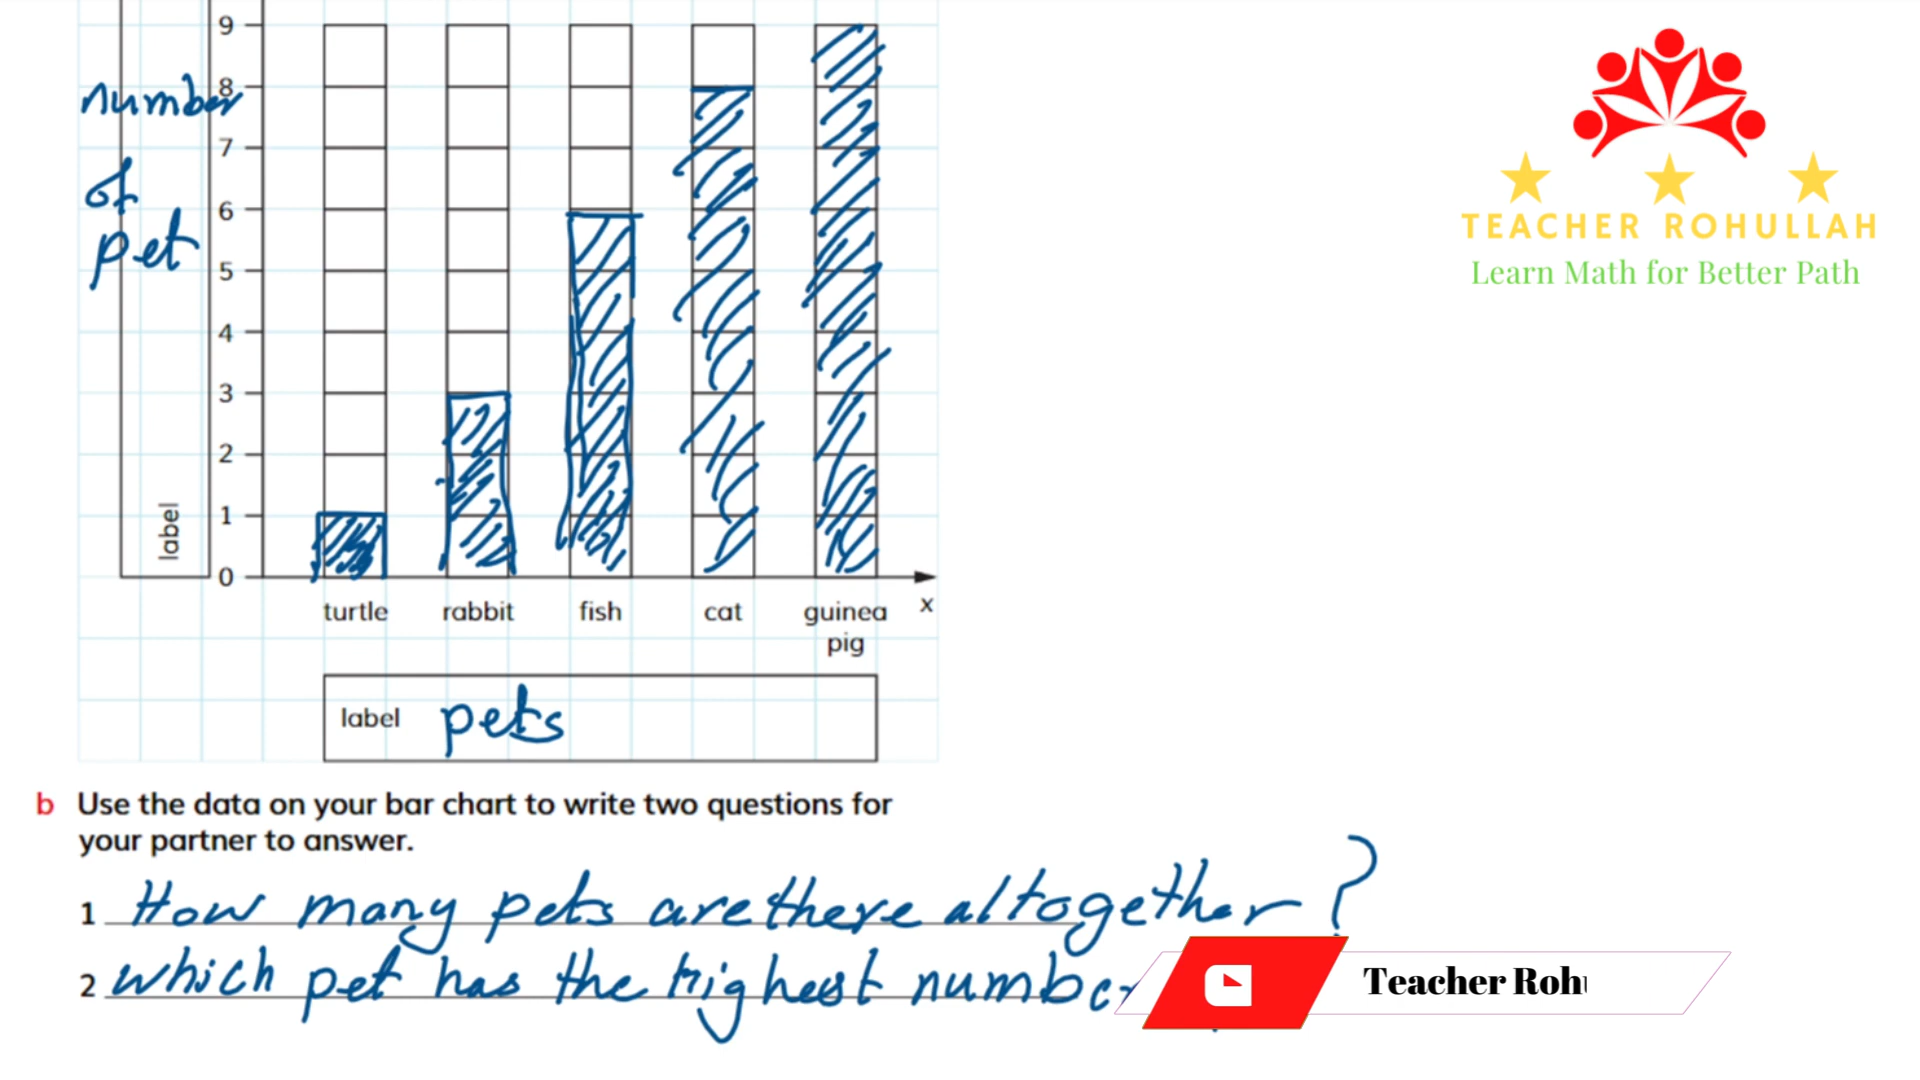 9
8
number
7
of
6
pet
5
4
3
2
1
label
0
turtle rabbit fish cat guinea pig x
label pets
b Use the data on your bar chart to write two questions for
your partner to answer.
1 How many pets are there altogether?
2 which pet has the highest
TEACHER ROHULLAH
Learn Math for Better Path
Teacher